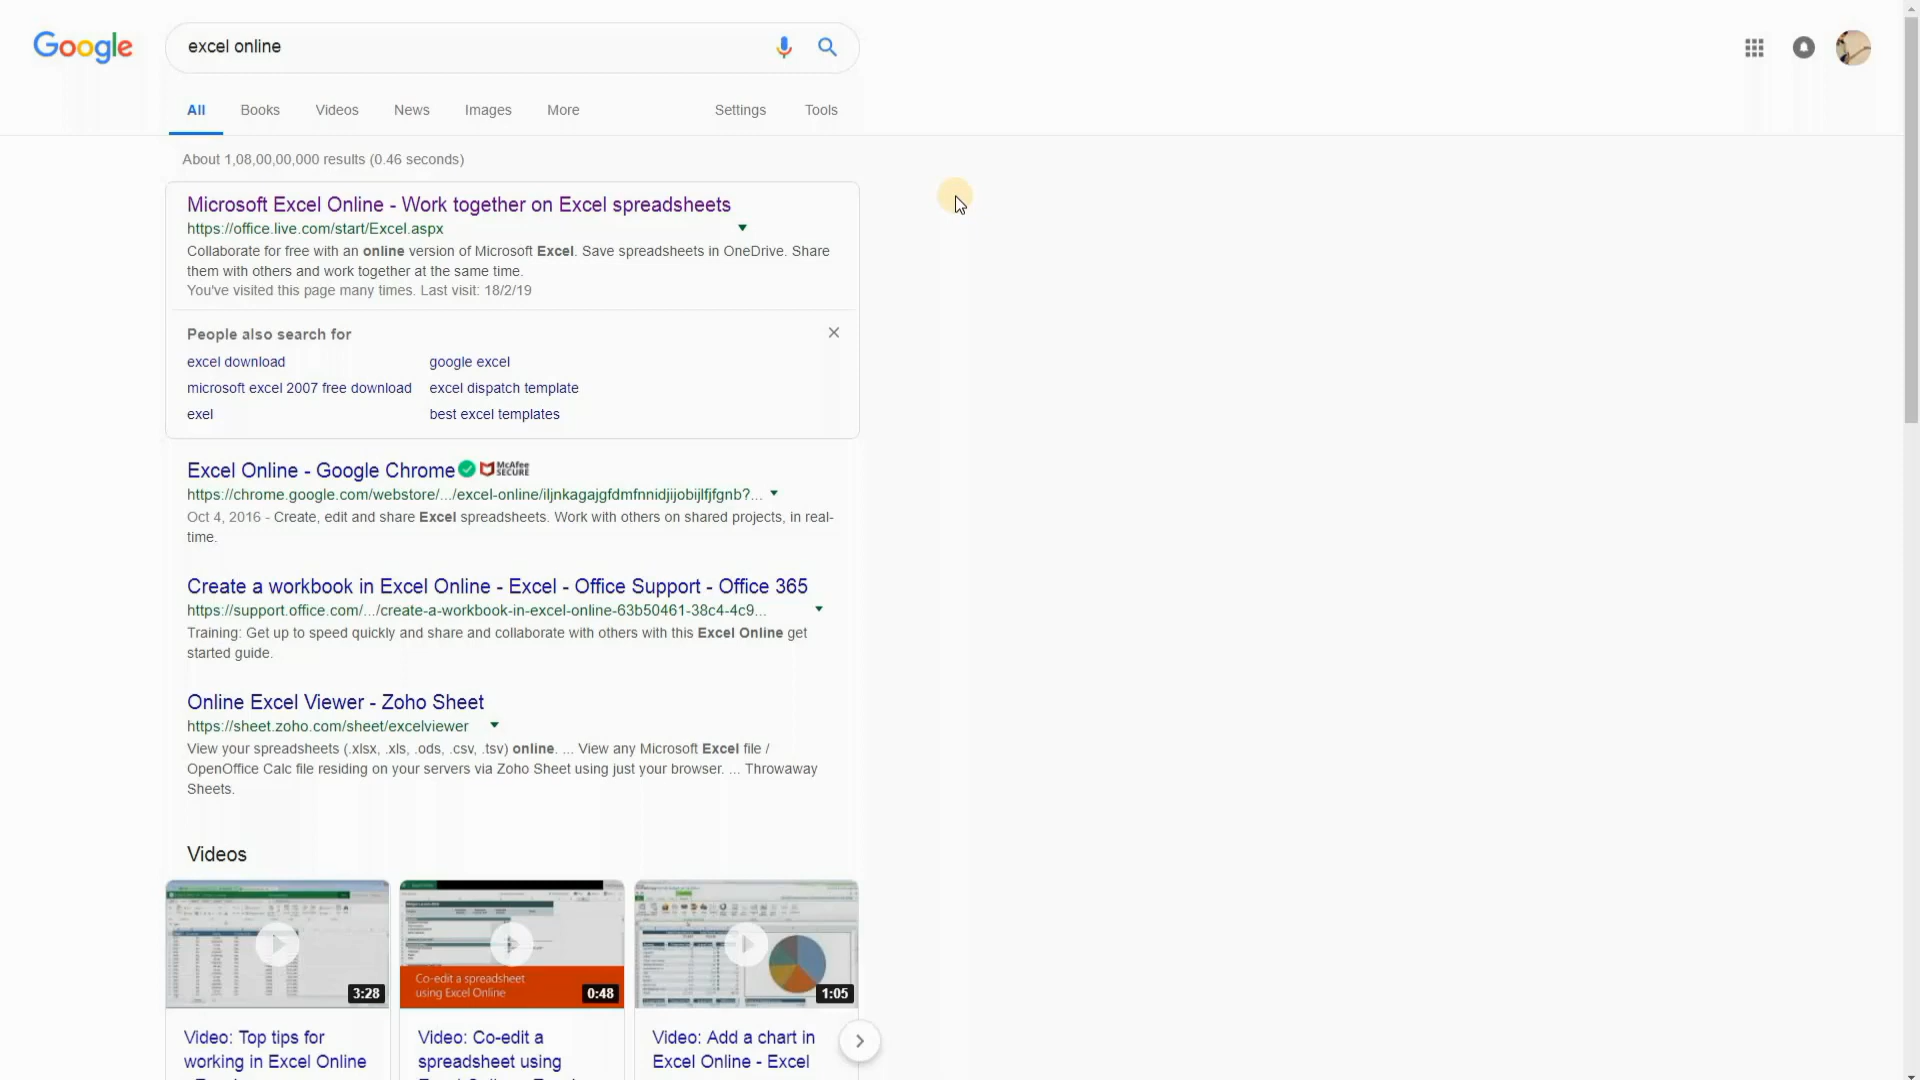 Google
excel online
All
Books
Videos
News
Images
More
Settings
Tools
About 1,08,00,00,000 results (0.46 seconds)
Microsoft Excel Online - Work together on Excel spreadsheets
https://office.live.com/start/Excel.aspx
Collaborate for free with an online version of Microsoft Excel. Save spreadsheets in OneDrive. Share
them with others and work together at the same time.
You've visited this page many times. Last visit: 18/2/19
People also search for
excel download
google excel
microsoft excel 2007 free download
excel dispatch template
exel
best excel templates
Excel Online - Google Chrome
McAfee
SECURE
https://chrome.google.com/webstore/.../excel-online/iljnkagajgfdmfnnidjijobijlfjfgnb?...
Oct 4, 2016 - Create, edit and share Excel spreadsheets. Work with others on shared projects, in real-
time.
Create a workbook in Excel Online - Excel - Office Support - Office 365
https://support.office.com/.../create-a-workbook-in-excel-online-63b50461-38c4-4c9...
Training: Get up to speed quickly and share and collaborate with others with this Excel Online get
started guide.
Online Excel Viewer - Zoho Sheet
https://sheet.zoho.com/sheet/excelviewer
View your spreadsheets (.xlsx, .xls, .ods, .csv, .tsv) online. ... View any Microsoft Excel file /
OpenOffice Calc file residing on your servers via Zoho Sheet using just your browser. ... Throwaway
Sheets.
Videos
3:28
Co-edit a spreadsheet
using Excel Online
0:48
1:05
Video: Top tips for
working in Excel Online
Video: Co-edit a
spreadsheet using
Video: Add a chart in
Excel Online - Excel